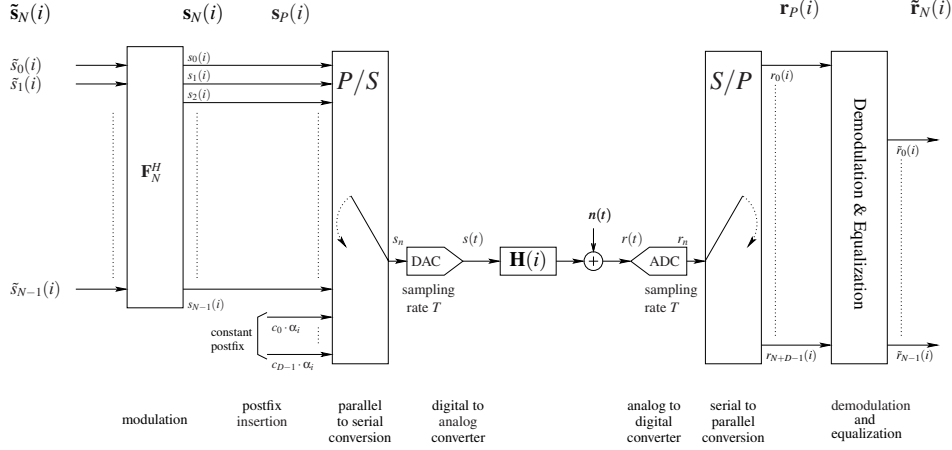 s̃_N(i) s_N(i) s_P(i) r_P(i) r̃_N(i)
s̃_0(i) s_0(i) r_0(i)
s̃_1(i) s_1(i) P/S S/P
s_2(i)
F_N^H
Demodulation & Equalization
r̃_0(i)
n(t)
s_n s(t) r(t) r_n
DAC H(i) + ADC
s̃_{N−1}(i) sampling sampling
s_{N−1}(i) rate T rate T
constant c_0 · α_i
postfix
c_{D−1} · α_i r_{N+D−1}(i) r̃_{N−1}(i)
modulation
postfix
insertion
parallel
to serial
conversion
digital to
analog
converter
analog to
digital
converter
serial to
parallel
conversion
demodulation
and
equalization